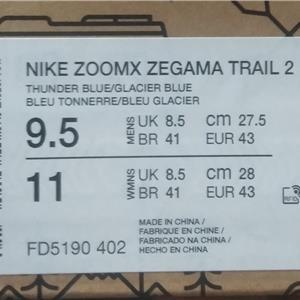 NIKE ZOOMX ZEGAMA TRAIL 2
THUNDER BLUE/GLACIER BLUE
BLEU TONNERRE/BLEU GLACIER
9.5 MENS UK 8.5 cm 27.5
BR 41 EUR 43
11 WMNS UK 8.5 cm 28
BR 41 EUR 43
MADE IN CHINA /
FABRIQUE EN CHINE /
FABRICADO NA CHINA /
HECHO EN CHINA
RFID
FD5190 402